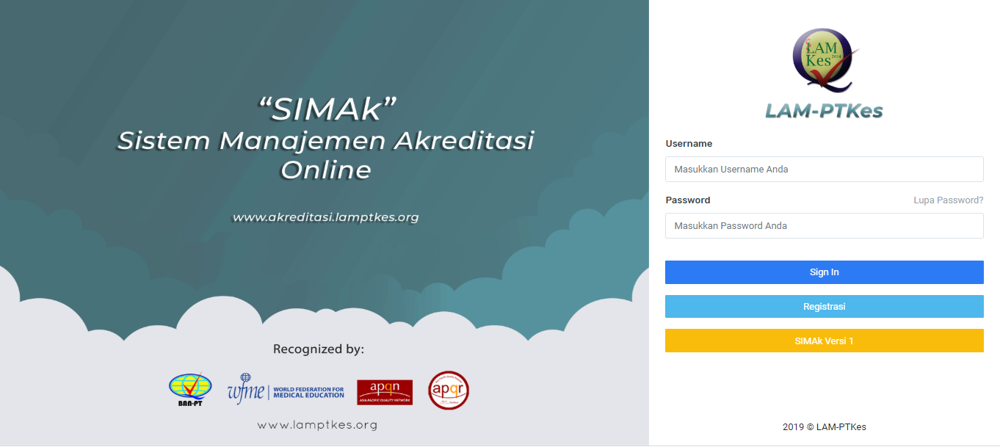 “SIMAk”
Sistem Manajemen Akreditasi
Online
www.akreditasi.lamptkes.org
Recognized by:
BAN-PT
wfme
WORLD FEDERATION FOR
MEDICAL EDUCATION
apqn
ASIA-PACIFIC QUALITY NETWORK
apqr
www.lamptkes.org
LAM
Kes 2014
LAM-PTKes
Username
Masukkan Username Anda
Password
Lupa Password?
Masukkan Password Anda
Sign In
Registrasi
SIMAk Versi 1
2019 © LAM-PTKes